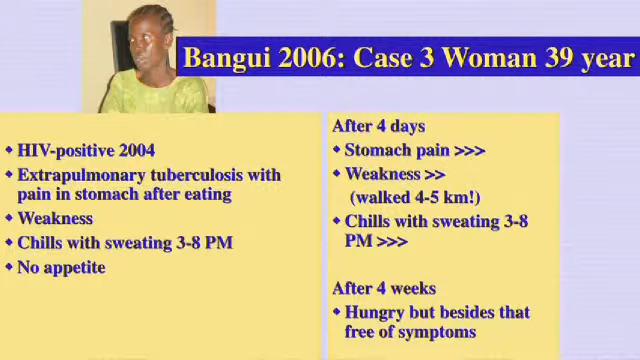 Bangui 2006: Case 3 Woman 39 year
❖ HIV-positive 2004
❖ Extrapulmonary tuberculosis with
pain in stomach after eating
❖ Weakness
❖ Chills with sweating 3-8 PM
❖ No appetite
After 4 days
❖ Stomach pain >>>
❖ Weakness >>
(walked 4-5 km!)
❖ Chills with sweating 3-8
PM >>>
After 4 weeks
❖ Hungry but besides that
free of symptoms